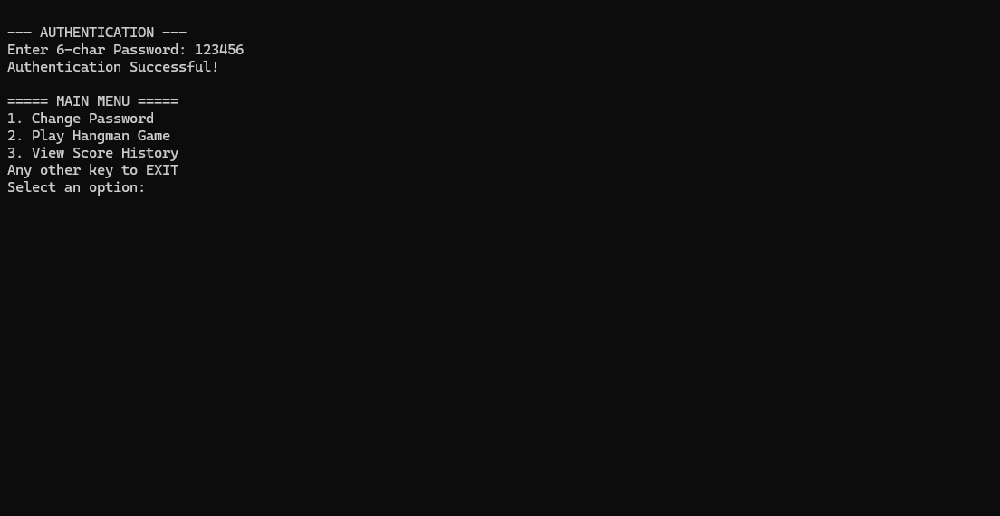 --- AUTHENTICATION ---
Enter 6-char Password: 123456
Authentication Successful!
===== MAIN MENU =====
1. Change Password
2. Play Hangman Game
3. View Score History
Any other key to EXIT
Select an option: